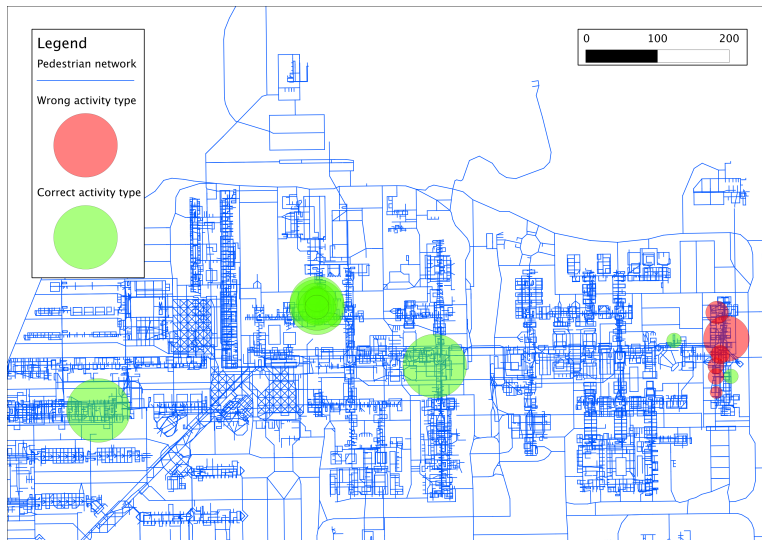 Legend
Pedestrian network
Wrong activity type
Correct activity type
0 100 200